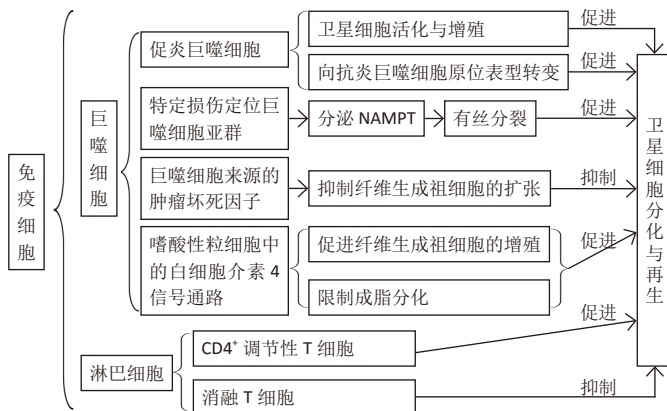 免疫细胞
巨噬细胞
促炎巨噬细胞
卫星细胞活化与增殖
促进
向抗炎巨噬细胞原位表型转变
促进
特定损伤定位巨
噬细胞亚群
分泌 NAMPT
有丝分裂
促进
巨噬细胞来源的
肿瘤坏死因子
抑制纤维生成祖细胞的扩张
抑制
嗜酸性粒细胞中
的白细胞介素 4
信号通路
促进纤维生成祖细胞的增殖
限制成脂分化
促进
淋巴细胞
CD4⁺ 调节性 T 细胞
促进
消融 T 细胞
抑制
卫星细胞分化与再生